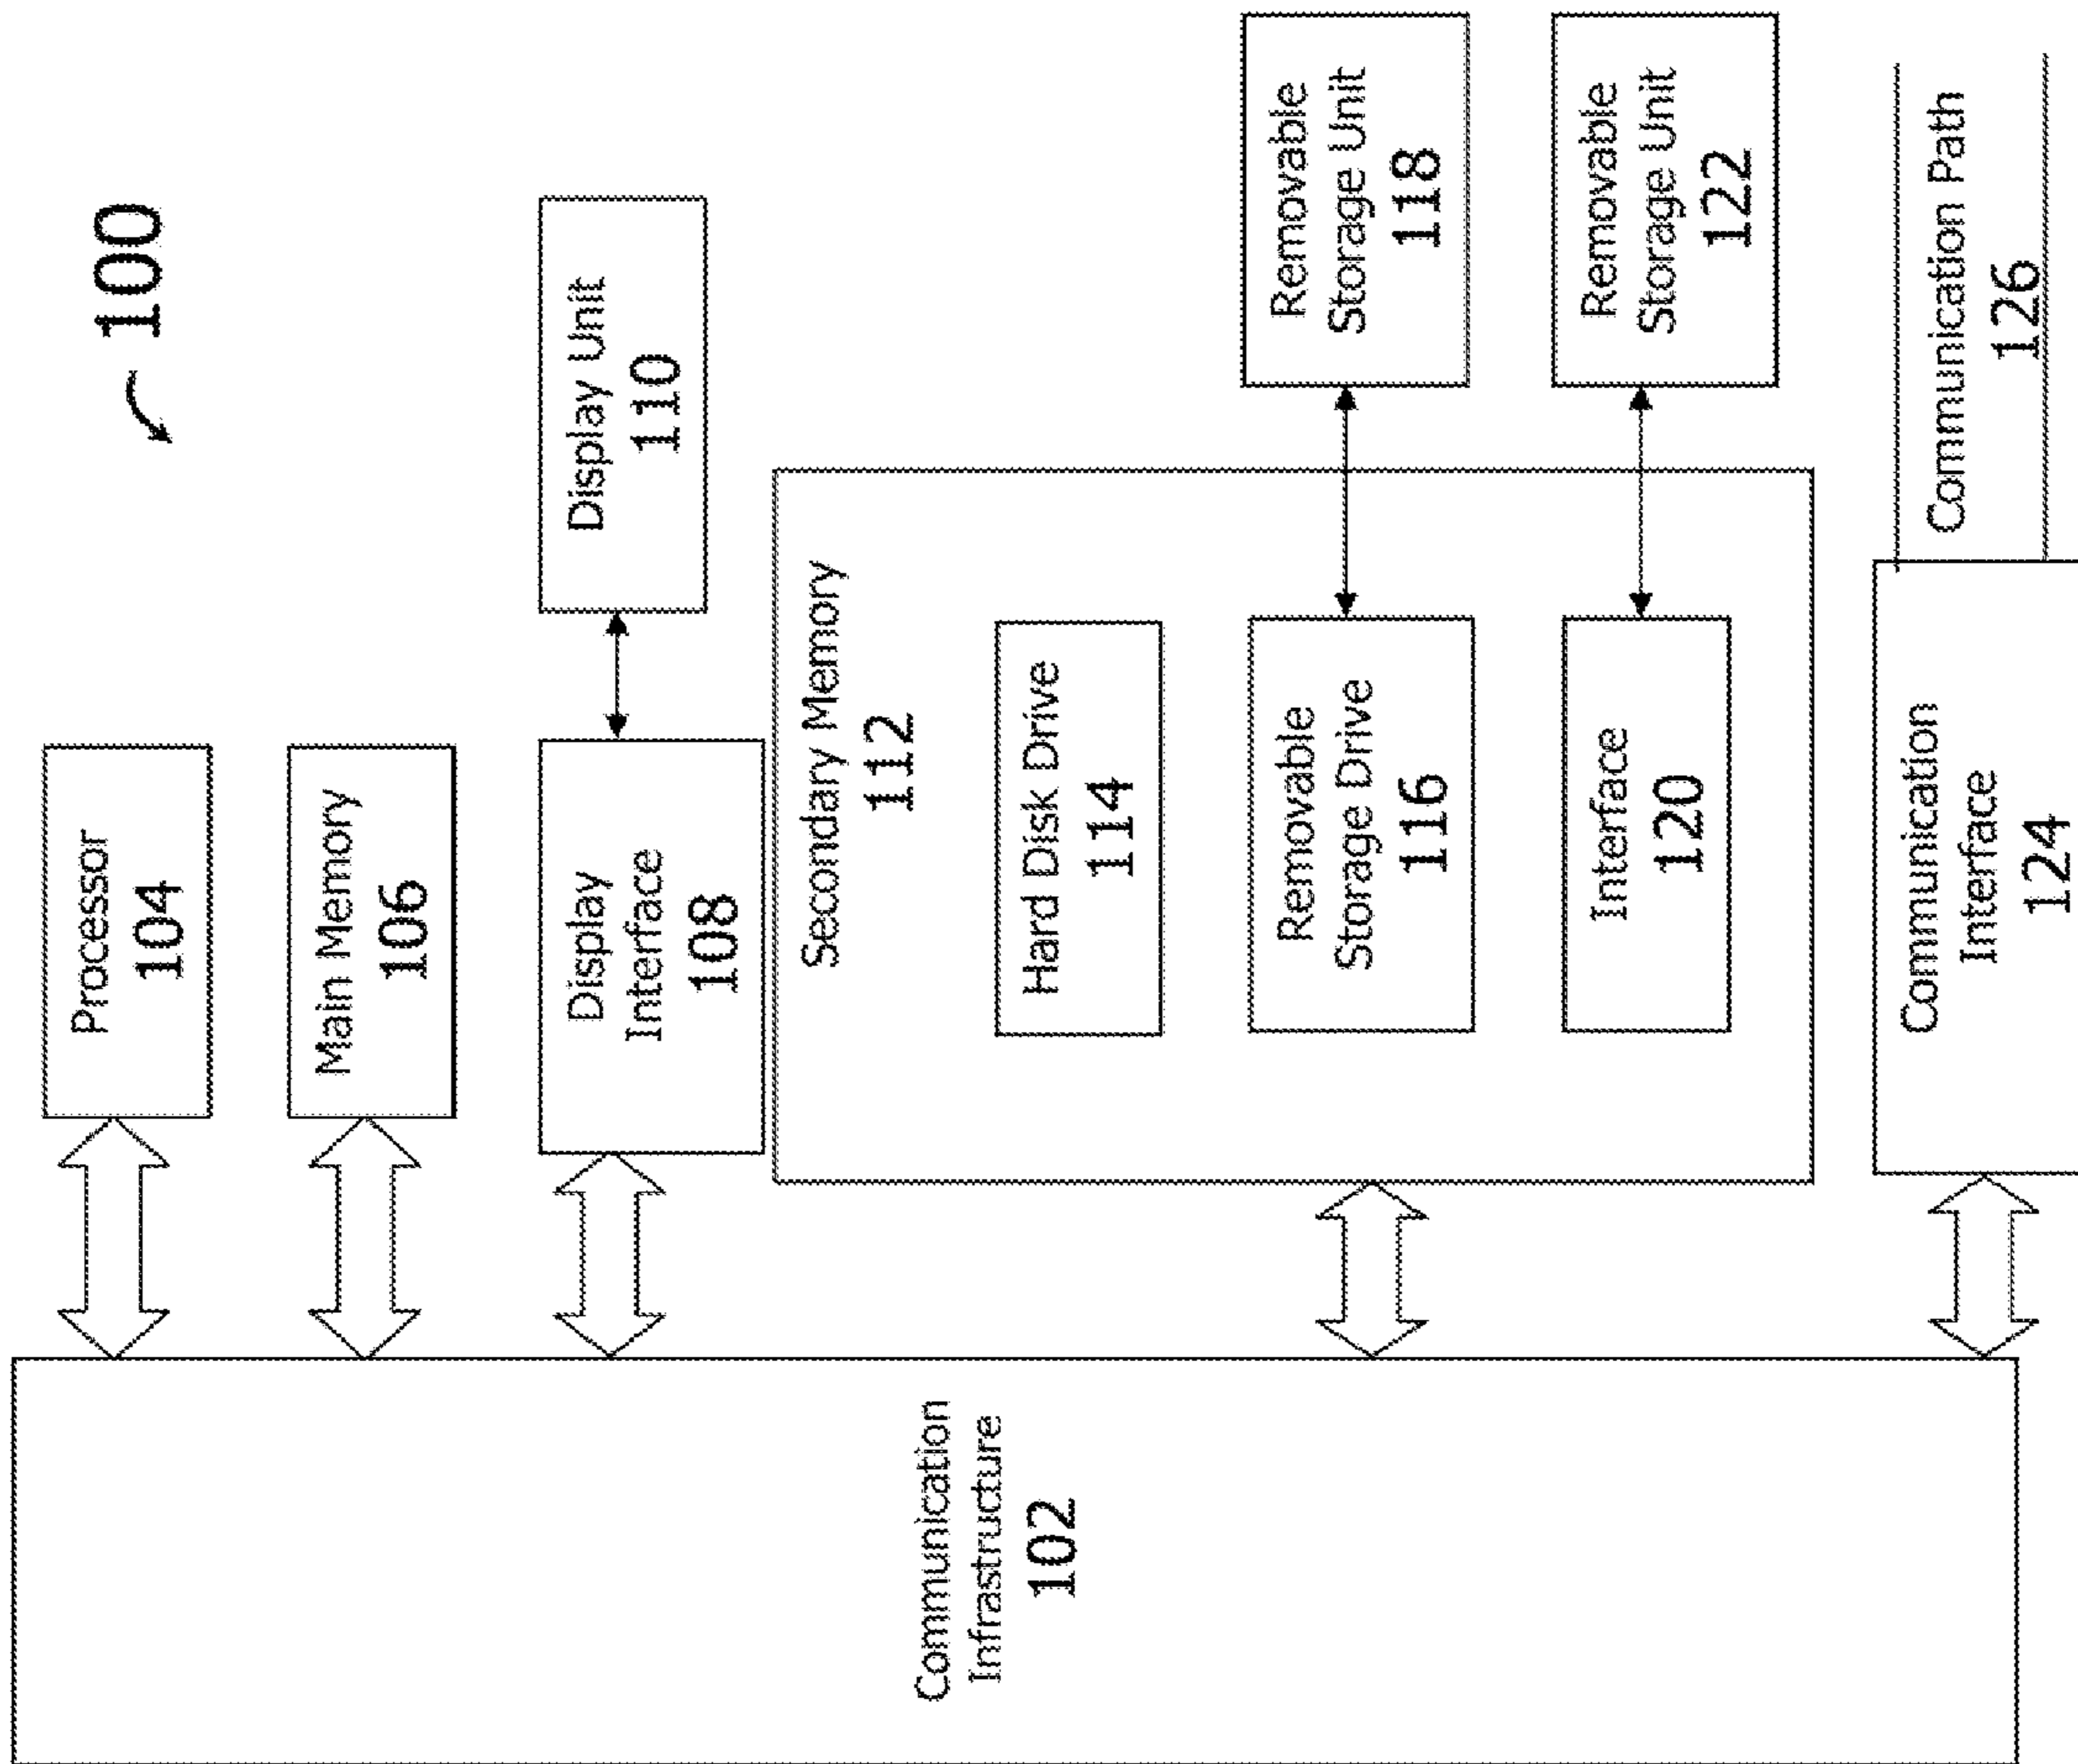 100
Processor
104
Main Memory
106
Display
Interface
108
Display Unit
110
Secondary Memory
112
Hard Disk Drive
114
Removable
Storage Drive
116
Removable
Storage Unit
118
Interface
120
Removable
Storage Unit
122
Communication
Interface
124
Communication Path
126
Communication
Infrastructure
102